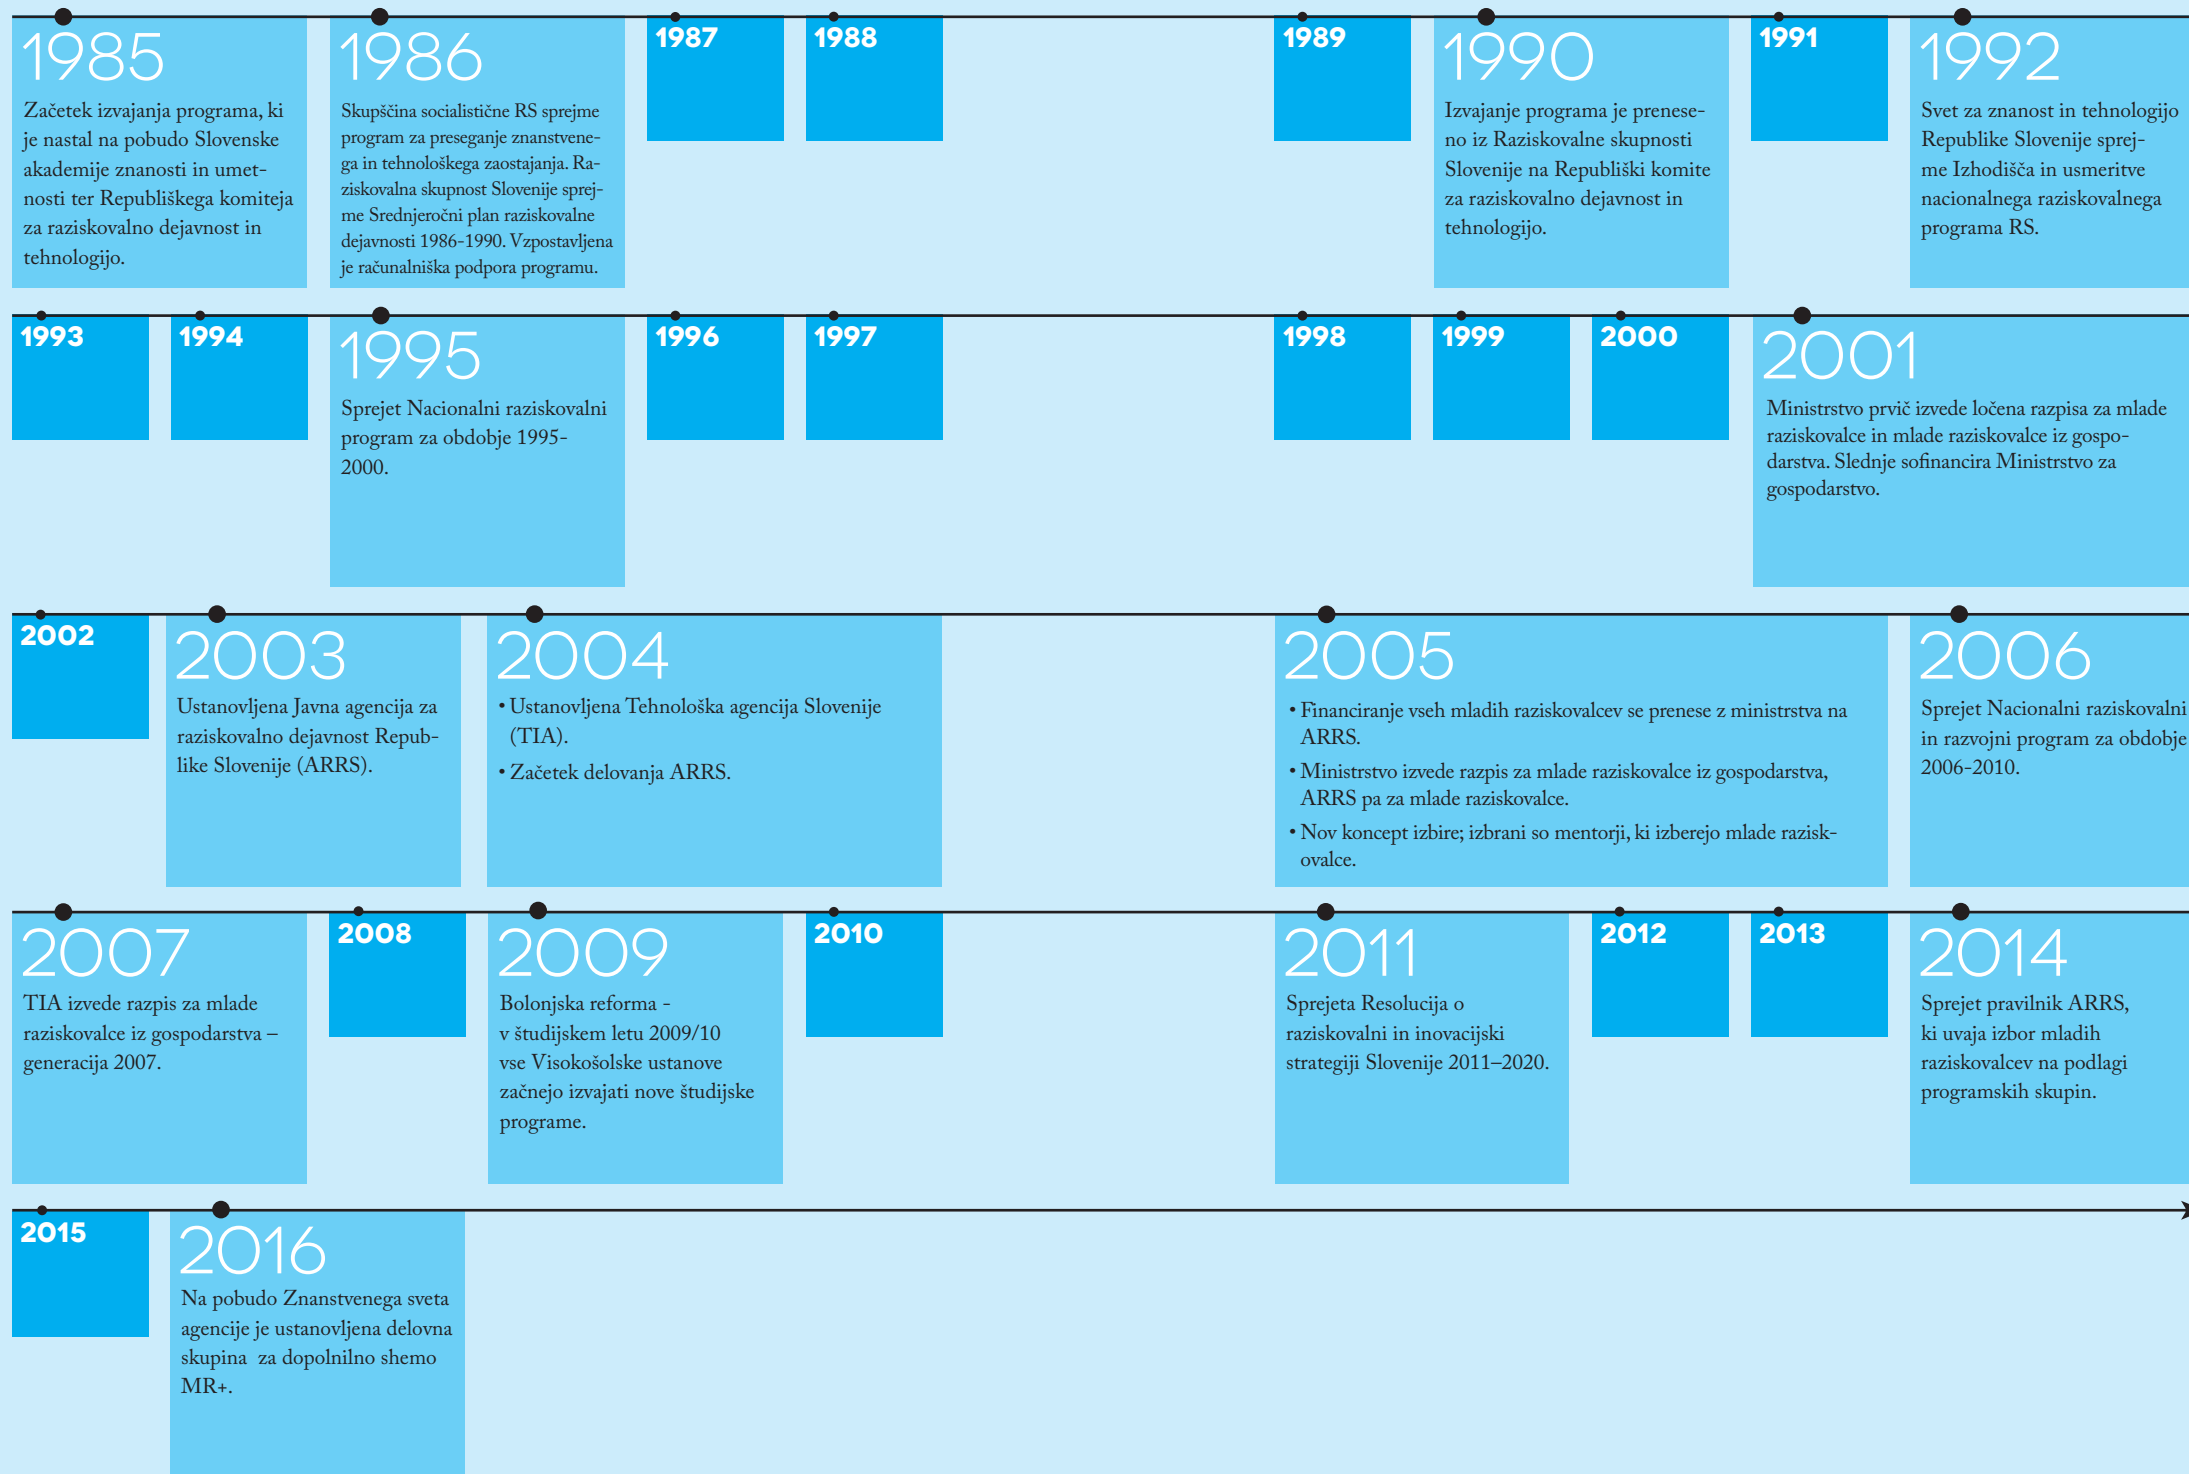 1985
Začetek izvajanja programa, ki
je nastal na pobudo Slovenske
akademije znanosti in umet-
nosti ter Republiškega komiteja
za raziskovalno dejavnost in
tehnologijo.
1986
Skupščina socialistične RS sprejme
program za preseganje znanstvene-
ga in tehnološkega zaostajanja. Ra-
ziskovalna skupnost Slovenije sprej-
me Srednjeročni plan raziskovalne
dejavnosti 1986-1990. Vzpostavljena
je računalniška podpora programu.
1987
1988
1989
1990
Izvajanje programa je prenese-
no iz Raziskovalne skupnosti
Slovenije na Republiški komite
za raziskovalno dejavnost in
tehnologijo.
1991
1992
Svet za znanost in tehnologijo
Republike Slovenije sprej-
me Izhodišča in usmeritve
nacionalnega raziskovalnega
programa RS.
1993
1994
1995
Sprejet Nacionalni raziskovalni
program za obdobje 1995-
2000.
1996
1997
1998
1999
2000
2001
Ministrstvo prvič izvede ločena razpisa za mlade
raziskovalce in mlade raziskovalce iz gospo-
darstva. Slednje sofinancira Ministrstvo za
gospodarstvo.
2002
2003
Ustanovljena Javna agencija za
raziskovalno dejavnost Repub-
like Slovenije (ARRS).
2004
• Ustanovljena Tehnološka agencija Slovenije
(TIA).
• Začetek delovanja ARRS.
2005
• Financiranje vseh mladih raziskovalcev se prenese z ministrstva na
ARRS.
• Ministrstvo izvede razpis za mlade raziskovalce iz gospodarstva,
ARRS pa za mlade raziskovalce.
• Nov koncept izbire; izbrani so mentorji, ki izberejo mlade razisk-
ovalce.
2006
Sprejet Nacionalni raziskovalni
in razvojni program za obdobje
2006-2010.
2007
TIA izvede razpis za mlade
raziskovalce iz gospodarstva –
generacija 2007.
2008
2009
Bolonjska reforma -
v študijskem letu 2009/10
vse Visokošolske ustanove
začnejo izvajati nove študijske
programe.
2010
2011
Sprejeta Resolucija o
raziskovalni in inovacijski
strategiji Slovenije 2011–2020.
2012
2013
2014
Sprejet pravilnik ARRS,
ki uvaja izbor mladih
raziskovalcev na podlagi
programskih skupin.
2015
2016
Na pobudo Znanstvenega sveta
agencije je ustanovljena delovna
skupina  za dopolnilno shemo
MR+.